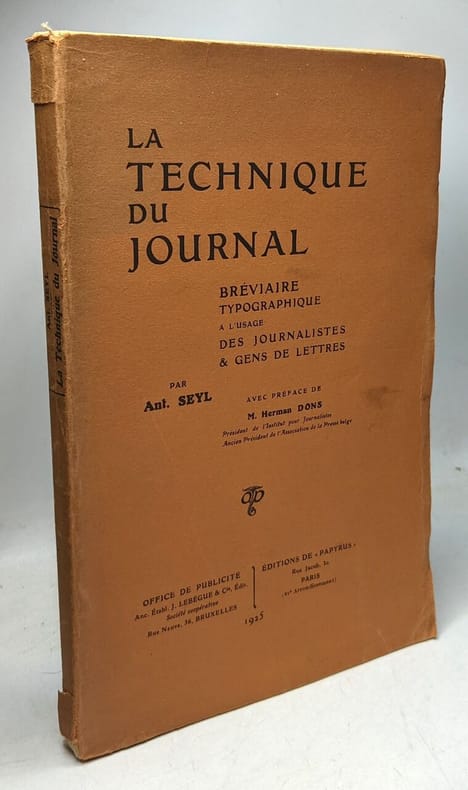 LA
TECHNIQUE
DU
JOURNAL
BRÉVIAIRE
TYPOGRAPHIQUE
A L'USAGE
DES JOURNALISTES
& GENS DE LETTRES
PAR
Ant. SEYL
AVEC PRÉFACE DE
M. Herman DONS
Président de l'Institut pour Journalistes
Ancien Président de l'Association de la Presse belge
OFFICE DE PUBLICITÉ
Anc. Établ. J. LEBÈGUE & Cie, Édit.
Société coopérative
Rue Neuve, 36, BRUXELLES
ÉDITIONS DE « PAPYRUS »
Rue Jacob,
PARIS
(VIe Arrondissement)
1925
Ant. SEYL
La Technique du Journal